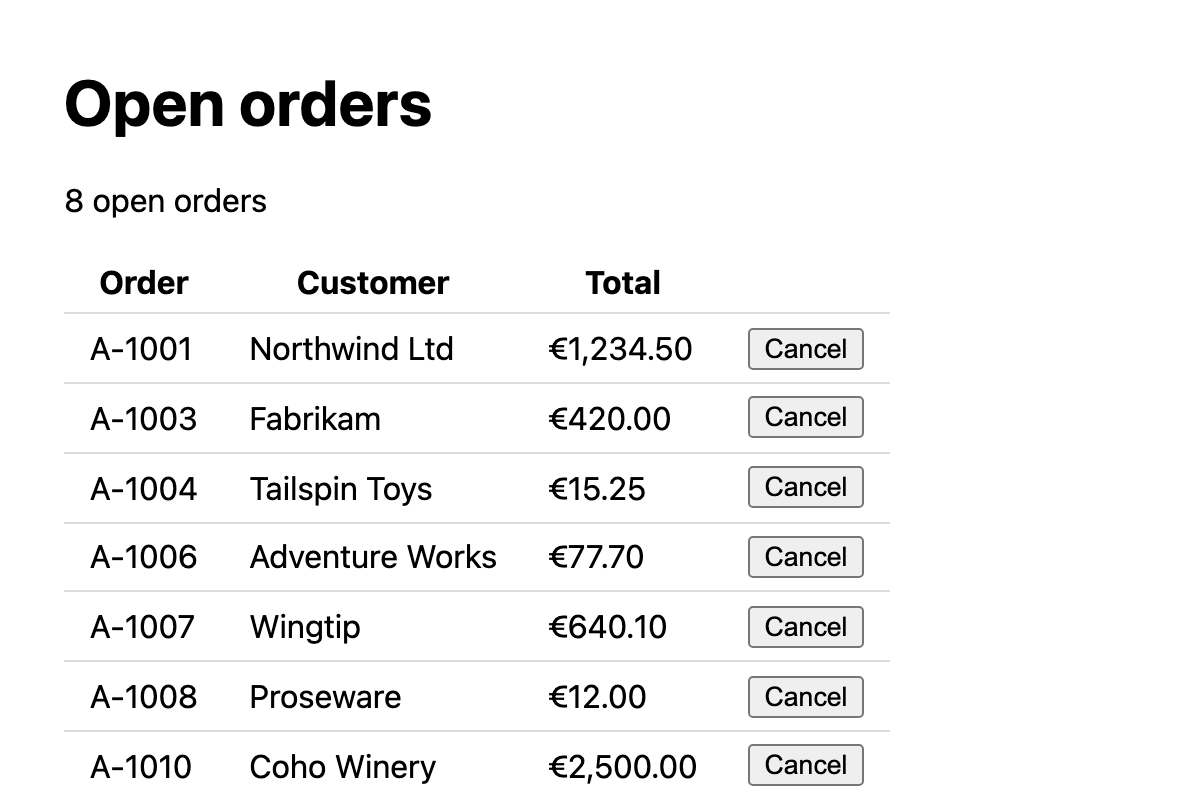 Open orders
8 open orders
Order Customer Total
A-1001 Northwind Ltd €1,234.50 Cancel
A-1003 Fabrikam €420.00 Cancel
A-1004 Tailspin Toys €15.25 Cancel
A-1006 Adventure Works €77.70 Cancel
A-1007 Wingtip €640.10 Cancel
A-1008 Proseware €12.00 Cancel
A-1010 Coho Winery €2,500.00 Cancel